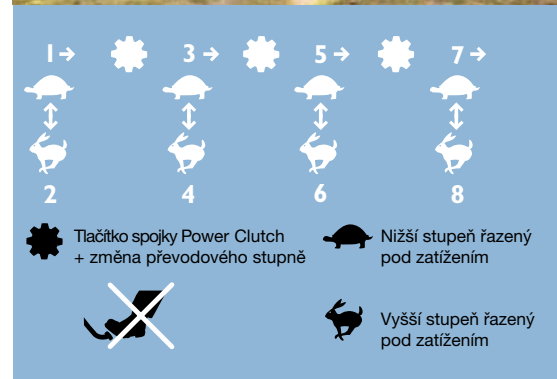 1 → 3 → 5 → 7 →
2 4 6 8
Tlačítko spojky Power Clutch
+ změna převodového stupně
Nižší stupeň řazený
pod zatížením
Vyšší stupeň řazený
pod zatížením